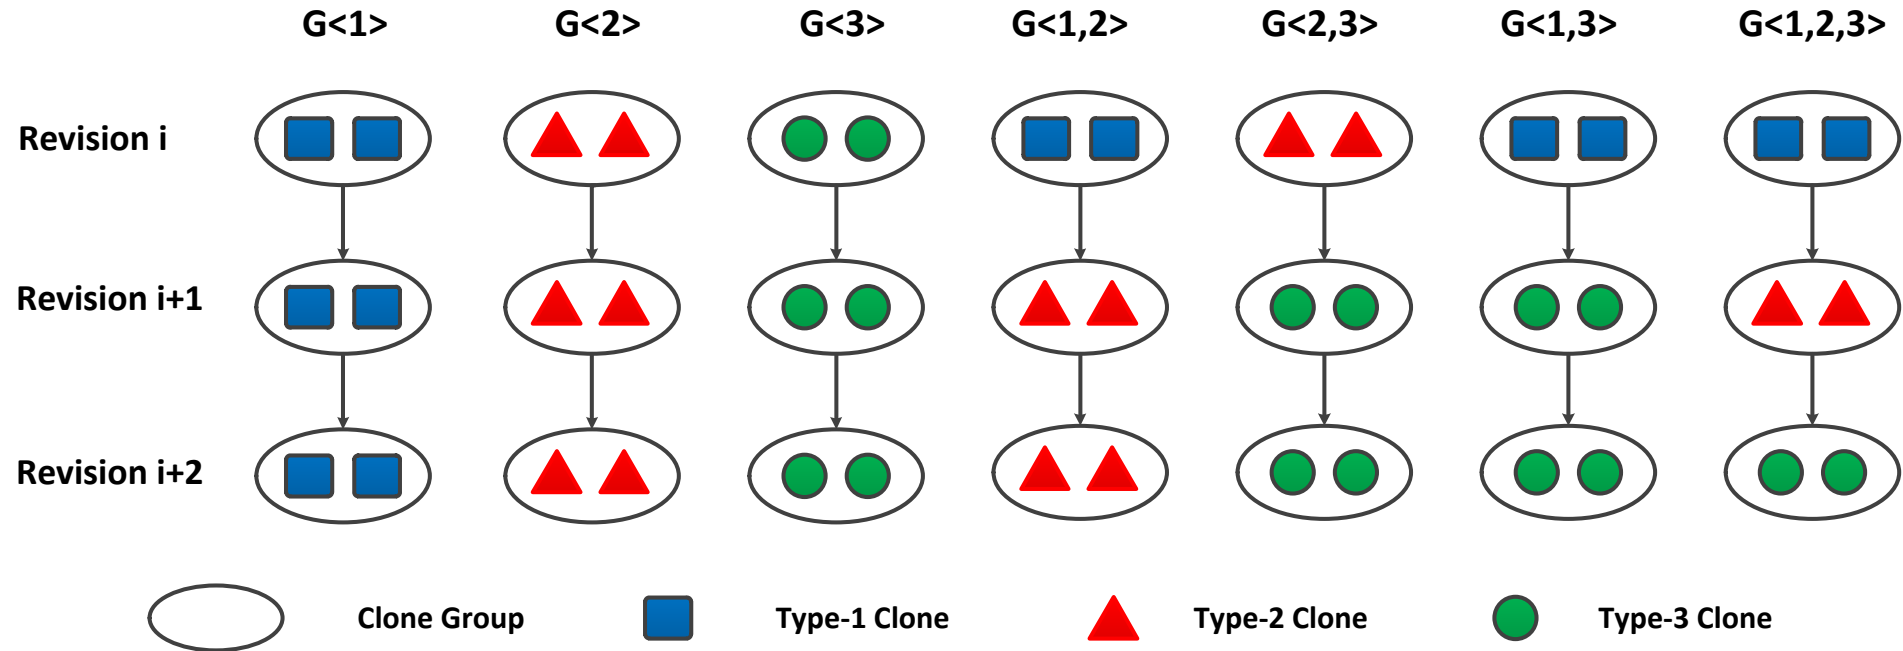 G<1> G<2> G<3> G<1,2> G<2,3> G<1,3> G<1,2,3>
Revision i
Revision i+1
Revision i+2
Clone Group Type-1 Clone Type-2 Clone Type-3 Clone